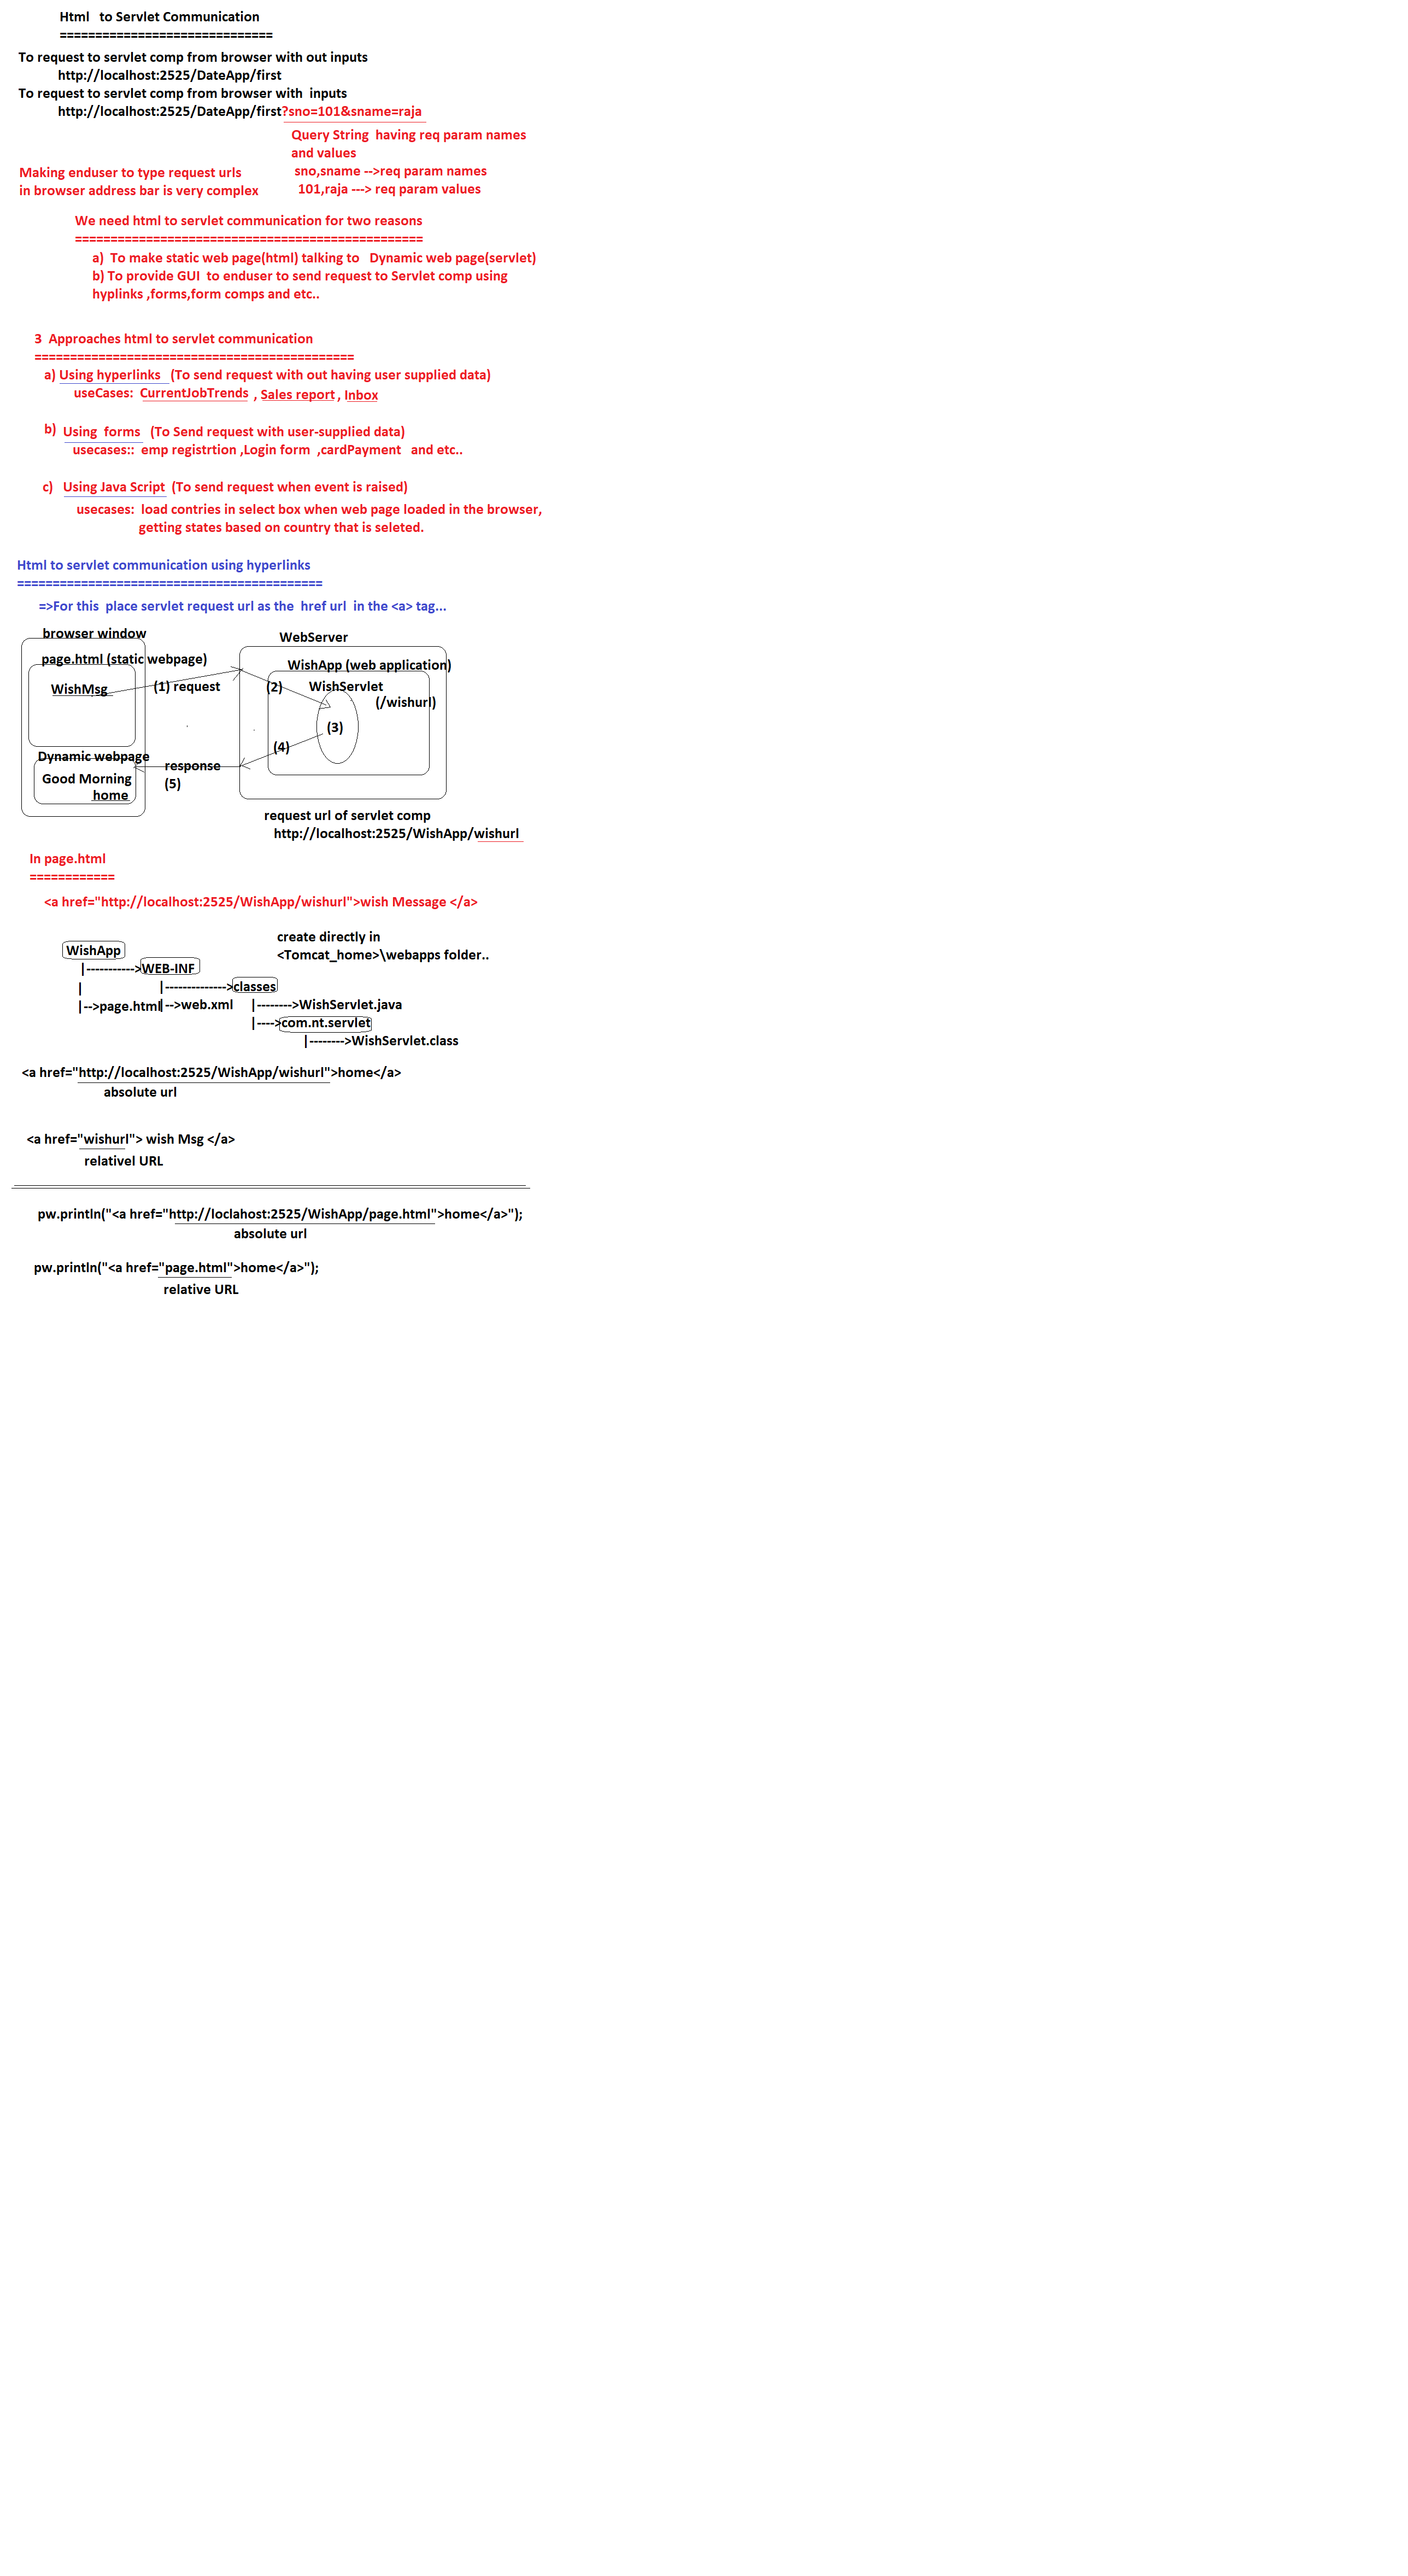 Html   to Servlet Communication
==============================
To request to servlet comp from browser with out inputs
http://localhost:2525/DateApp/first
To request to servlet comp from browser with  inputs
http://localhost:2525/DateApp/first?sno=101&sname=raja
Query String  having req param names
and values
sno,sname -->req param names
101,raja ---> req param values
Making enduser to type request urls
in browser address bar is very complex
We need html to servlet communication for two reasons
=================================================
a)  To make static web page(html) talking to   Dynamic web page(servlet)
b) To provide GUI  to enduser to send request to Servlet comp using
hyplinks ,forms,form comps and etc..
3  Approaches html to servlet communication
=============================================
a) Using hyperlinks   (To send request with out having user supplied data)
useCases:  CurrentJobTrends , Sales report , Inbox
b)  Using  forms   (To Send request with user-supplied data)
usecases::  emp registrtion ,Login form  ,cardPayment   and etc..
c)   Using Java Script  (To send request when event is raised)
usecases:  load contries in select box when web page loaded in the browser,
getting states based on country that is seleted.
Html to servlet communication using hyperlinks
===========================================
=>For this  place servlet request url as the  href url  in the <a> tag...
browser window
WebServer
page.html (static webpage)
WishApp (web application)
WishMsg
(1) request
(2)
WishServlet
(/wishurl)
(3)
(4)
Dynamic webpage
response
Good Morning
(5)
home
request url of servlet comp
http://localhost:2525/WishApp/wishurl
In page.html
============
<a href="http://localhost:2525/WishApp/wishurl">wish Message </a>
create directly in
<Tomcat_home>\webapps folder..
WishApp
|----------->WEB-INF
|                 |-------------->classes
|-->page.html|-->web.xml    |-------->WishServlet.java
|---->com.nt.servlet
|-------->WishServlet.class
<a href="http://localhost:2525/WishApp/wishurl">home</a>
absolute url
<a href="wishurl"> wish Msg </a>
relativel URL
pw.println("<a href="http://loclahost:2525/WishApp/page.html">home</a>");
absolute url
pw.println("<a href="page.html">home</a>");
relative URL